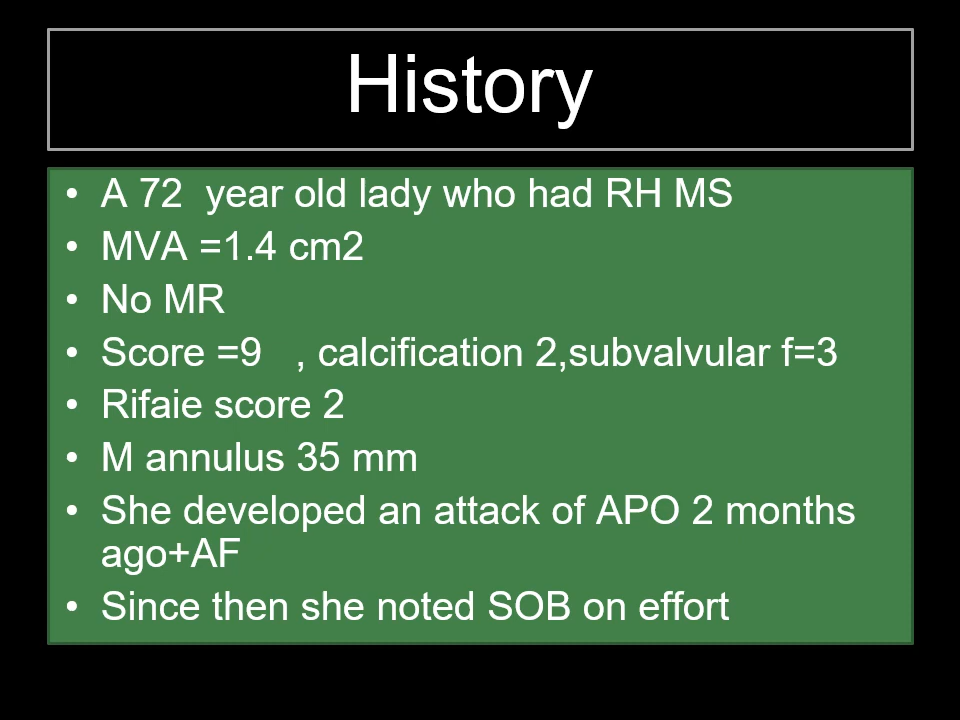 History
• A 72  year old lady who had RH MS
• MVA =1.4 cm2
• No MR
• Score =9   , calcification 2,subvalvular f=3
• Rifaie score 2
• M annulus 35 mm
• She developed an attack of APO 2 months
ago+AF
• Since then she noted SOB on effort